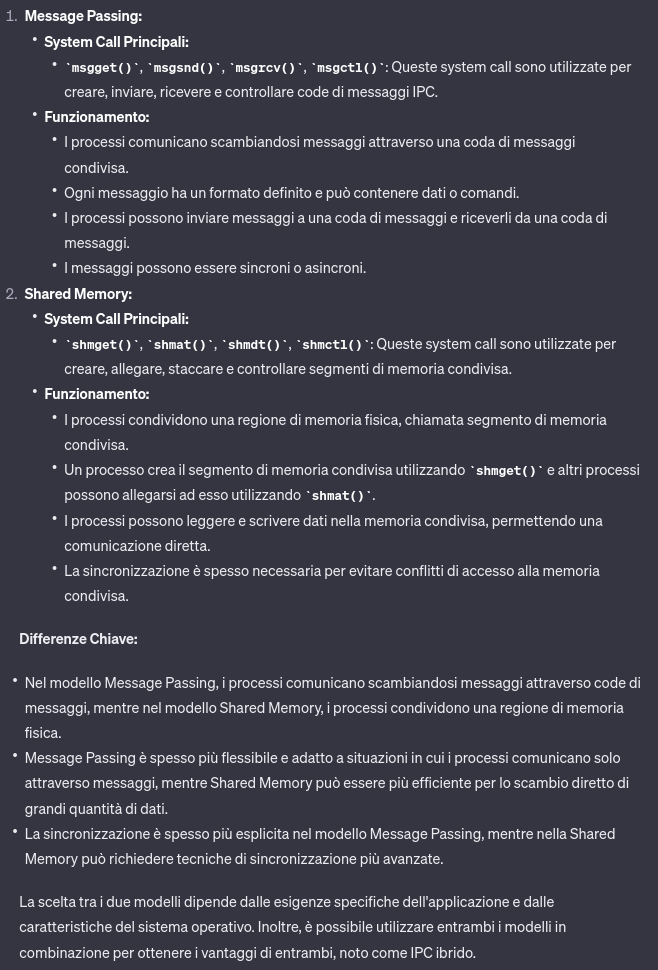 1. Message Passing:
• System Call Principali:
• `msgget()`, `msgsnd()`, `msgrcv()`, `msgctl()`: Queste system call sono utilizzate per
creare, inviare, ricevere e controllare code di messaggi IPC.
• Funzionamento:
• I processi comunicano scambiandosi messaggi attraverso una coda di messaggi
condivisa.
• Ogni messaggio ha un formato definito e può contenere dati o comandi.
• I processi possono inviare messaggi a una coda di messaggi e riceverli da una coda di
messaggi.
• I messaggi possono essere sincroni o asincroni.
2. Shared Memory:
• System Call Principali:
• `shmget()`, `shmat()`, `shmdt()`, `shmctl()`: Queste system call sono utilizzate per
creare, allegare, staccare e controllare segmenti di memoria condivisa.
• Funzionamento:
• I processi condividono una regione di memoria fisica, chiamata segmento di memoria
condivisa.
• Un processo crea il segmento di memoria condivisa utilizzando `shmget()` e altri processi
possono allegarsi ad esso utilizzando `shmat()`.
• I processi possono leggere e scrivere dati nella memoria condivisa, permettendo una
comunicazione diretta.
• La sincronizzazione è spesso necessaria per evitare conflitti di accesso alla memoria
condivisa.
Differenze Chiave:
• Nel modello Message Passing, i processi comunicano scambiandosi messaggi attraverso code di
messaggi, mentre nel modello Shared Memory, i processi condividono una regione di memoria
fisica.
• Message Passing è spesso più flessibile e adatto a situazioni in cui i processi comunicano solo
attraverso messaggi, mentre Shared Memory può essere più efficiente per lo scambio diretto di
grandi quantità di dati.
• La sincronizzazione è spesso più esplicita nel modello Message Passing, mentre nella Shared
Memory può richiedere tecniche di sincronizzazione più avanzate.
La scelta tra i due modelli dipende dalle esigenze specifiche dell'applicazione e dalle
caratteristiche del sistema operativo. Inoltre, è possibile utilizzare entrambi i modelli in
combinazione per ottenere i vantaggi di entrambi, noto come IPC ibrido.